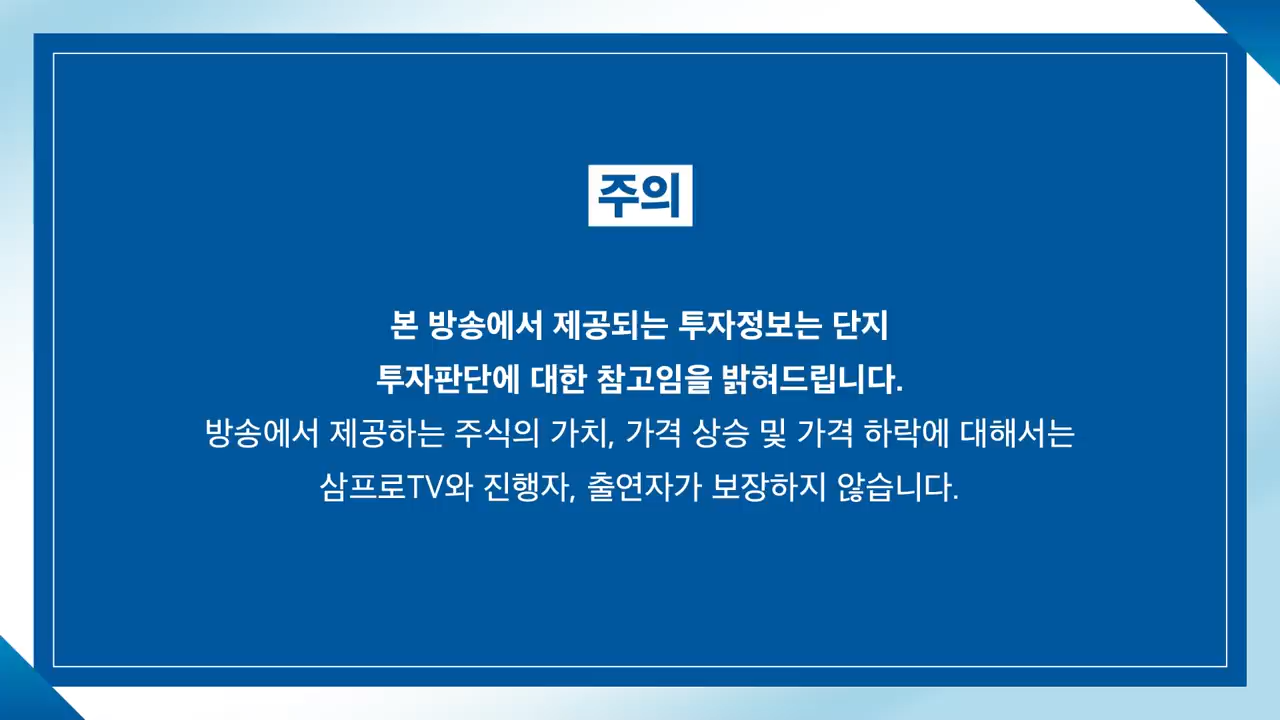 주의
본 방송에서 제공되는 투자정보는 단지
투자판단에 대한 참고임을 밝혀드립니다.
방송에서 제공하는 주식의 가치, 가격 상승 및 가격 하락에 대해서는
삼프로TV와 진행자, 출연자가 보장하지 않습니다.